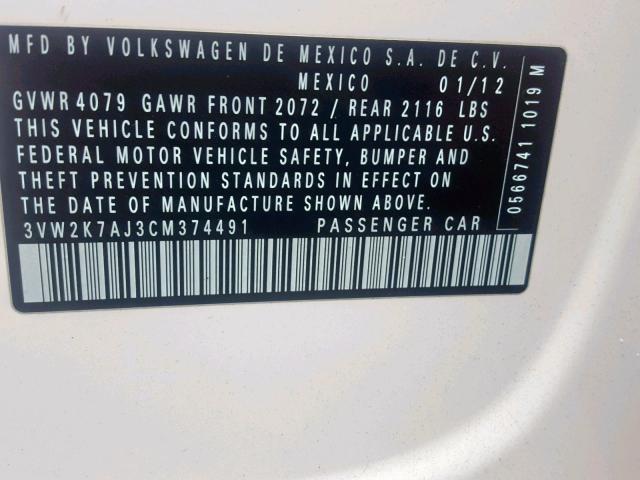 MFD BY VOLKSWAGEN DE MEXICO S.A. DE C.V.
MEXICO 01/12
GVWR 4079 GAWR FRONT 2072 / REAR 2116 LBS
THIS VEHICLE CONFORMS TO ALL APPLICABLE U.S.
FEDERAL MOTOR VEHICLE SAFETY, BUMPER AND
THEFT PREVENTION STANDARDS IN EFFECT ON
THE DATE OF MANUFACTURE SHOWN ABOVE.
3VW2K7AJ3CM374491 PASSENGER CAR
0566741 1019 M